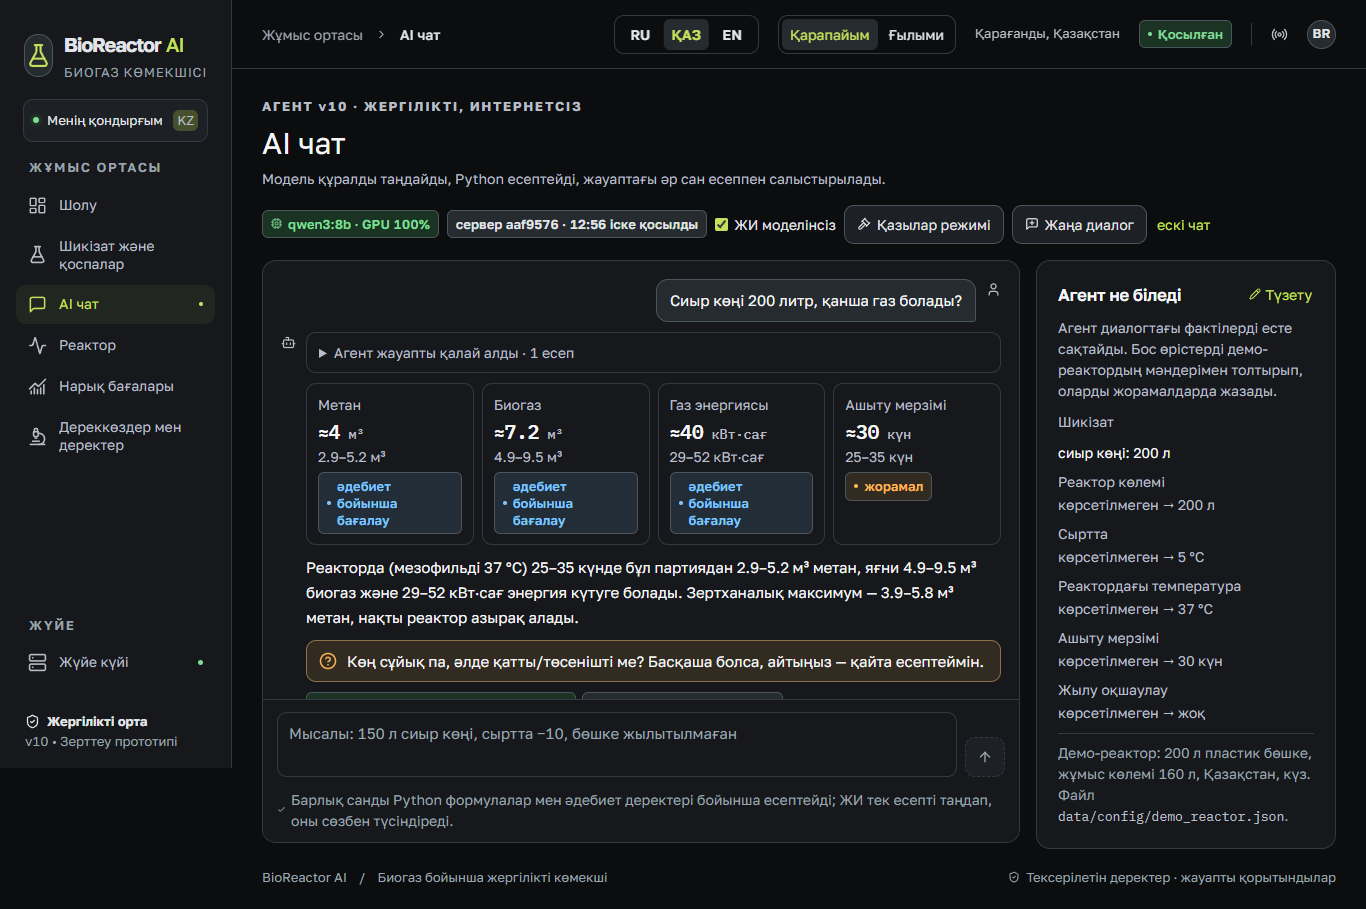 BioReactor AI
БИОГАЗ КӨМЕКШІСІ
Менің қондырғым KZ
ЖҰМЫС ОРТАСЫ
Шолу
Шикізат және
қоспалар
AI чат
Реактор
Нарық бағалары
Дереккөздер мен
деректер
ЖҮЙЕ
Жүйе күйі
Жергілікті орта
v10 • Зерттеу прототипі
Жұмыс ортасы > AI чат
RU ҚАЗ EN
Қарапайым Ғылыми
Қарағанды, Қазақстан
• Қосылған
BR
АГЕНТ v10 · ЖЕРГІЛІКТІ, ИНТЕРНЕТСІЗ
AI чат
Модель құралды таңдайды, Python есептейді, жауаптағы әр сан есеппен салыстырылады.
qwen3:8b · GPU 100%
сервер aaf9576 · 12:56 іске қосылды
ЖИ моделінсіз
Қазылар режимі
Жаңа диалог
ескі чат
Сиыр көңі 200 литр, қанша газ болады?
▶ Агент жауапты қалай алды · 1 есеп
Метан
≈4 м³
2.9–5.2 м³
әдебиет
• бойынша
бағалау
Биогаз
≈7.2 м³
4.9–9.5 м³
әдебиет
• бойынша
бағалау
Газ энергиясы
≈40 кВт·сағ
29–52 кВт·сағ
әдебиет
• бойынша
бағалау
Ашыту мерзімі
≈30 күн
25–35 күн
• жорамал
Реакторда (мезофильді 37 °C) 25–35 күнде бұл партиядан 2.9–5.2 м³ метан, яғни 4.9–9.5 м³
биогаз және 29–52 кВт·сағ энергия күтуге болады. Зертханалық максимум — 3.9–5.8 м³
метан, нақты реактор азырақ алады.
Көң сұйық па, әлде қатты/төсенішті ме? Басқаша болса, айтыңыз — қайта есептеймін.
Мысалы: 150 л сиыр көңі, сыртта −10, бөшке жылытылмаған
Барлық санды Python формулалар мен әдебиет деректері бойынша есептейді; ЖИ тек есепті таңдап,
оны сөзбен түсіндіреді.
Агент не біледі
Түзету
Агент диалогтағы фактілерді есте
сақтайды. Бос өрістерді демо-
реактордың мәндерімен толтырып,
оларды жорамалдарда жазады.
Шикізат
сиыр көңі: 200 л
Реактор көлемі
көрсетілмеген → 200 л
Сыртта
көрсетілмеген → 5 °C
Реактордағы температура
көрсетілмеген → 37 °C
Ашыту мерзімі
көрсетілмеген → 30 күн
Жылу оқшаулау
көрсетілмеген → жоқ
Демо-реактор: 200 л пластик бөшке,
жұмыс көлемі 160 л, Қазақстан, күз.
Файл
data/config/demo_reactor.json.
BioReactor AI / Биогаз бойынша жергілікті көмекші
Тексерілетін деректер · жауапты қорытындылар